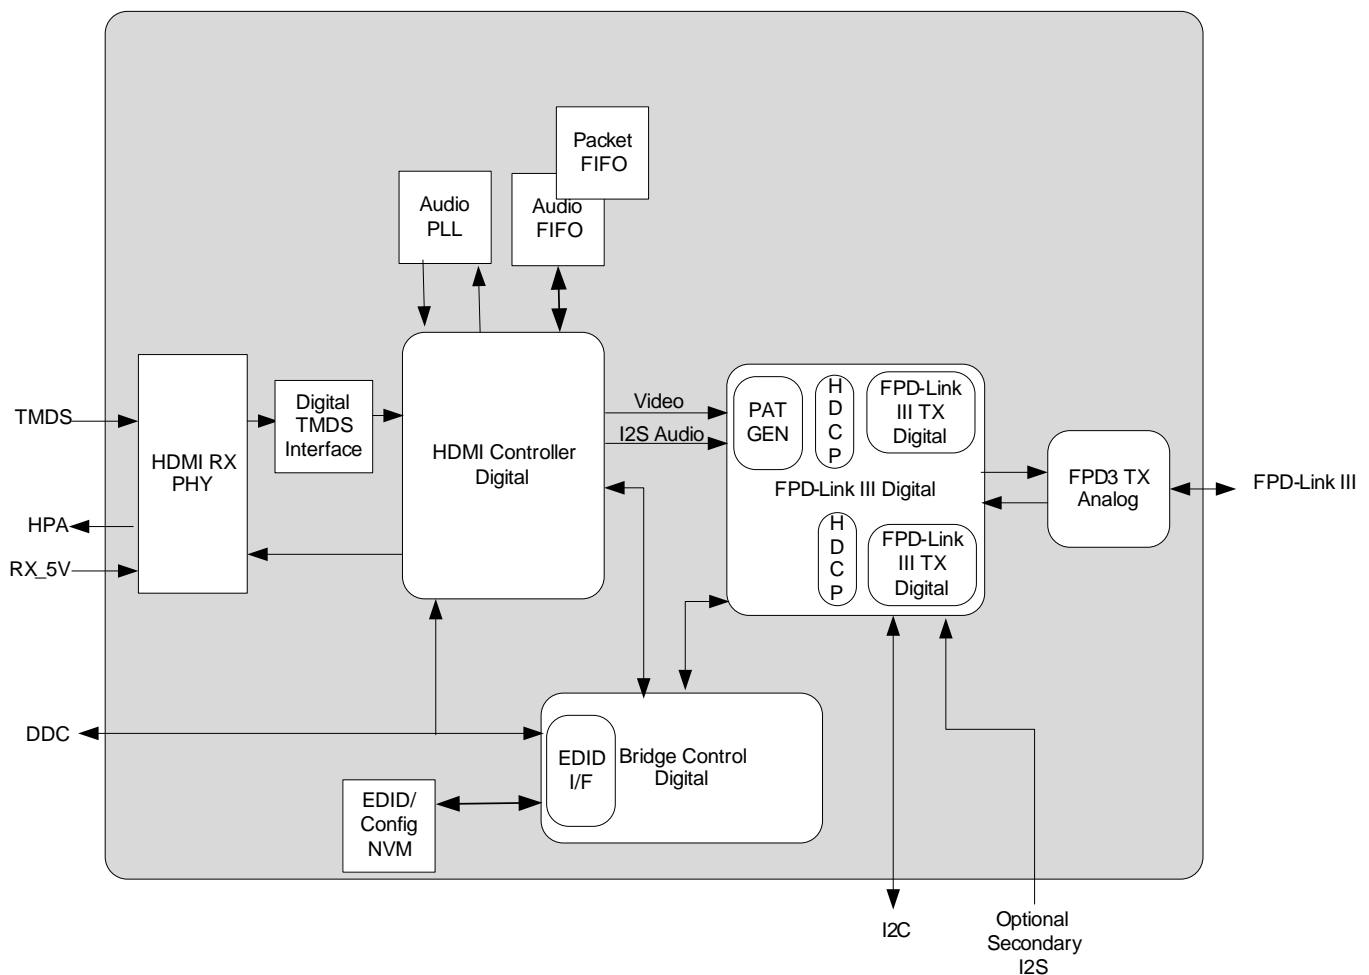 Packet
FIFO
Audio
PLL
Audio
FIFO
TMDS
HPA
RX_5V
HDMI RX
PHY
Digital
TMDS
Interface
HDMI Controller
Digital
Video
I2S Audio
PAT
GEN
H
D
C
P
FPD-Link
III TX
Digital
FPD-Link III Digital
H
D
C
P
FPD-Link
III TX
Digital
FPD3 TX
Analog
FPD-Link III
DDC
EDID
I/F
Bridge Control
Digital
EDID/
Config
NVM
I2C
Optional
Secondary
I2S